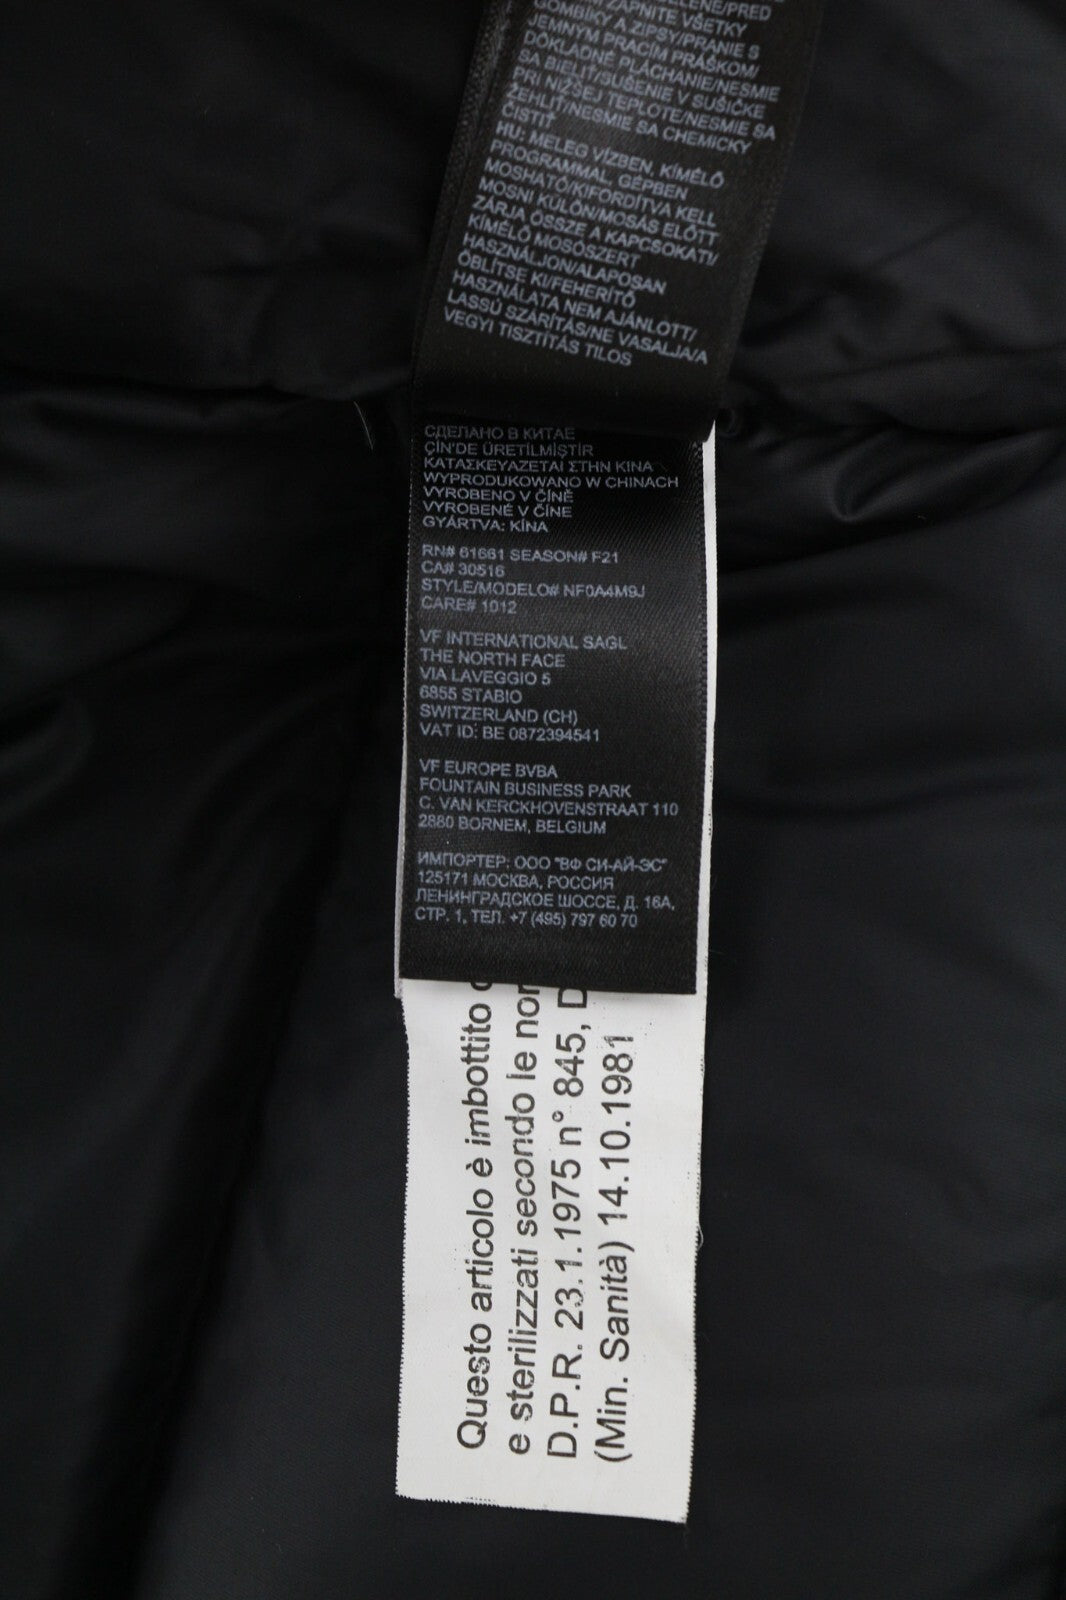 GOMBÍKY A ZIPSY/PRANIE S
JEMNYM PRACÍM PRÁŠKOM/
DÔKLADNÉ PLÁCHANIE/NESMIE
SA BIELIŤ/SUŠENIE V SUŠIČKE
PRI NIŽŠEJ TEPLOTE/NESMIE SA
ŽEHLIŤ/NESMIE SA CHEMICKY
ČISTIŤ
HU: MELEG VÍZBEN, KÍMÉLŐ
PROGRAMMAL, GÉPBEN
MOSHATÓ/KIFORDÍTVA KELL
MOSNI KÜLÖN/MOSÁS ELŐTT
ZÁRJA ÖSSZE A KAPCSOKAT/
KÍMÉLŐ MOSÓSZERT
HASZNÁLJON/ALAPOSAN
ÖBLÍTSE KI/FEHÉRÍTŐ
HASZNÁLATA NEM AJÁNLOTT/
LASSÚ SZÁRÍTÁS/NE VASALJA/A
VEGYI TISZTÍTÁS TILOS
СДЕЛАНО В КИТАЕ
ÇİN'DE ÜRETİLMİŞTİR
ΚΑΤΑΣΚΕΥΑΖΕΤΑΙ ΣΤΗΝ ΚΙΝΑ
WYPRODUKOWANO W CHINACH
VYROBENO V ČÍNĚ
VYROBENÉ V ČÍNE
GYÁRTVA: KÍNA
RN# 61661 SEASON# F21
CA# 30516
STYLE/MODELO# NF0A4M9J
CARE# 1012
VF INTERNATIONAL SAGL
THE NORTH FACE
VIA LAVEGGIO 5
6855 STABIO
SWITZERLAND (CH)
VAT ID: BE 0872394541
VF EUROPE BVBA
FOUNTAIN BUSINESS PARK
C. VAN KERCKHOVENSTRAAT 110
2880 BORNEM, BELGIUM
ИМПОРТЕР: ООО "ВФ СИ-АЙ-ЭС"
125171 МОСКВА, РОССИЯ
ЛЕНИНГРАДСКОЕ ШОССЕ, Д. 16А,
СТР. 1, ТЕЛ. +7 (495) 797 60 70
Questo articolo è imbottito
e sterilizzati secondo le
D.P.R. 23.1.1975 n° 845,
(Min. Sanità) 14.10.1981